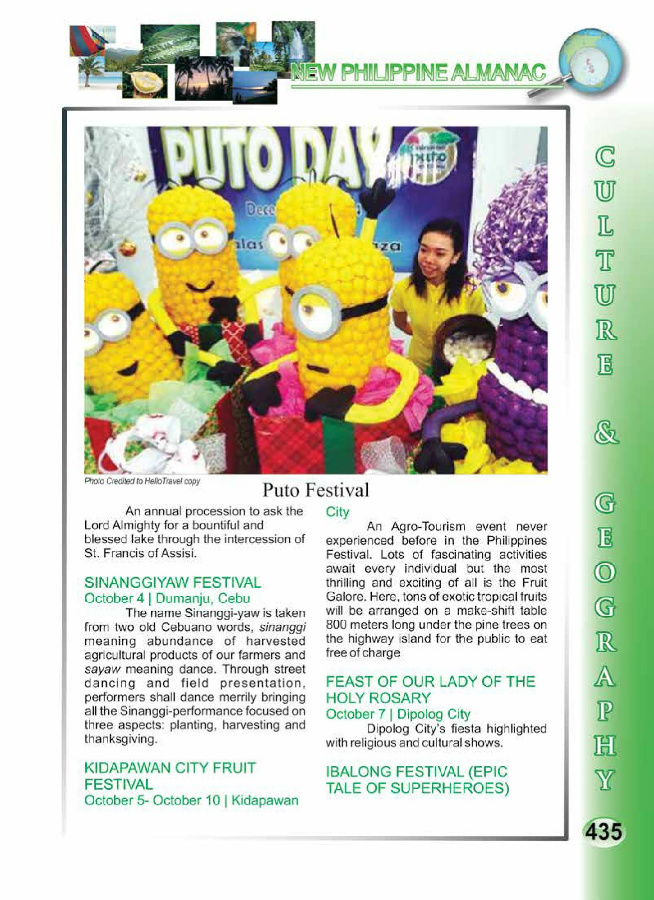 NEW PHILIPPINE ALMANAC
PUTO DAY
puto
Dece
alas
aza
Photo Credited to HelloTravel copy
Puto Festival
An annual procession to ask the
Lord Almighty for a bountiful and
blessed lake through the intercession of
St. Francis of Assisi.
SINANGGIYAW FESTIVAL
October 4 | Dumanju, Cebu
The name Sinanggi-yaw is taken
from two old Cebuano words, sinanggi
meaning abundance of harvested
agricultural products of our farmers and
sayaw meaning dance. Through street
dancing and field presentation,
performers shall dance merrily bringing
all the Sinanggi-performance focused on
three aspects: planting, harvesting and
thanksgiving.
KIDAPAWAN CITY FRUIT
FESTIVAL
October 5- October 10 | Kidapawan
City
An Agro-Tourism event never
experienced before in the Philippines
Festival. Lots of fascinating activities
await every individual but the most
thrilling and exciting of all is the Fruit
Galore. Here, tons of exotic tropical fruits
will be arranged on a make-shift table
800 meters long under the pine trees on
the highway island for the public to eat
free of charge
FEAST OF OUR LADY OF THE
HOLY ROSARY
October 7 | Dipolog City
Dipolog City's fiesta highlighted
with religious and cultural shows.
IBALONG FESTIVAL (EPIC
TALE OF SUPERHEROES)
CULTURE & GEOGRAPHY
435